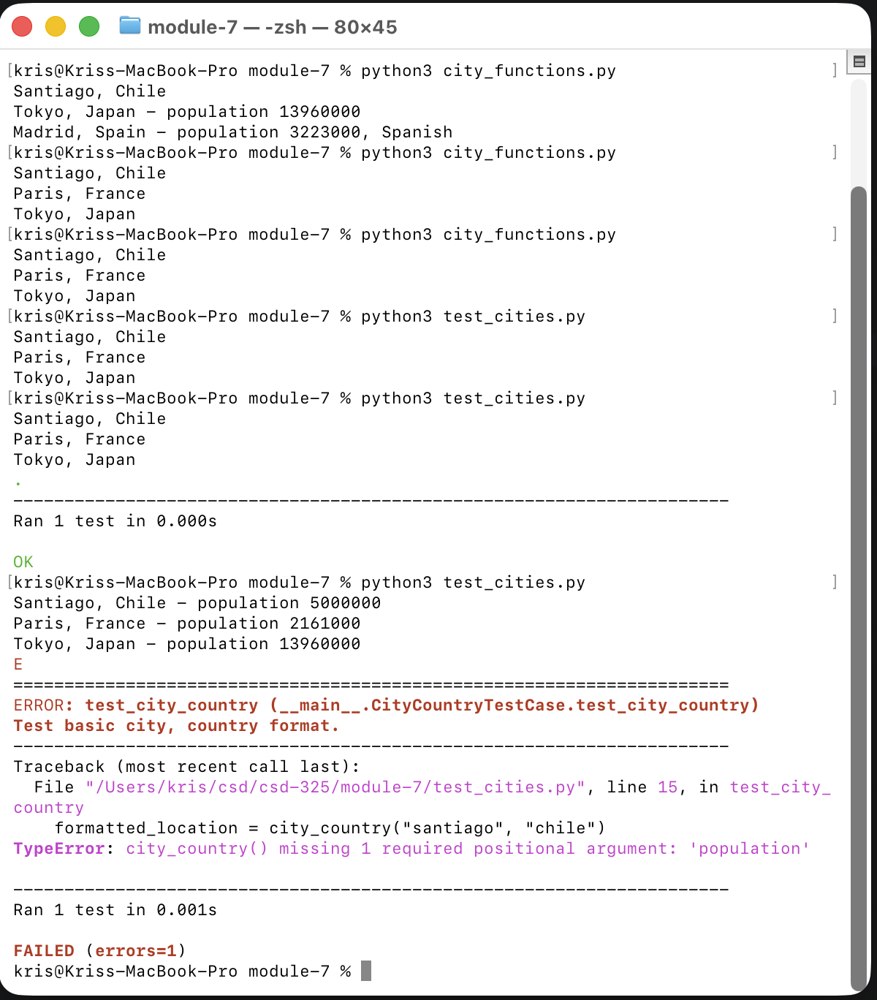 module-7 — -zsh — 80×45
[kris@Kriss-MacBook-Pro module-7 % python3 city_functions.py ]
Santiago, Chile
Tokyo, Japan - population 13960000
Madrid, Spain - population 3223000, Spanish
[kris@Kriss-MacBook-Pro module-7 % python3 city_functions.py ]
Santiago, Chile
Paris, France
Tokyo, Japan
[kris@Kriss-MacBook-Pro module-7 % python3 city_functions.py ]
Santiago, Chile
Paris, France
Tokyo, Japan
[kris@Kriss-MacBook-Pro module-7 % python3 test_cities.py ]
Santiago, Chile
Paris, France
Tokyo, Japan
[kris@Kriss-MacBook-Pro module-7 % python3 test_cities.py ]
Santiago, Chile
Paris, France
Tokyo, Japan
.
----------------------------------------------------------------------
Ran 1 test in 0.000s

OK
[kris@Kriss-MacBook-Pro module-7 % python3 test_cities.py ]
Santiago, Chile - population 5000000
Paris, France - population 2161000
Tokyo, Japan - population 13960000
E
======================================================================
ERROR: test_city_country (__main__.CityCountryTestCase.test_city_country)
Test basic city, country format.
----------------------------------------------------------------------
Traceback (most recent call last):
  File "/Users/kris/csd/csd-325/module-7/test_cities.py", line 15, in test_city_
country
    formatted_location = city_country("santiago", "chile")
TypeError: city_country() missing 1 required positional argument: 'population'

----------------------------------------------------------------------
Ran 1 test in 0.001s

FAILED (errors=1)
kris@Kriss-MacBook-Pro module-7 %